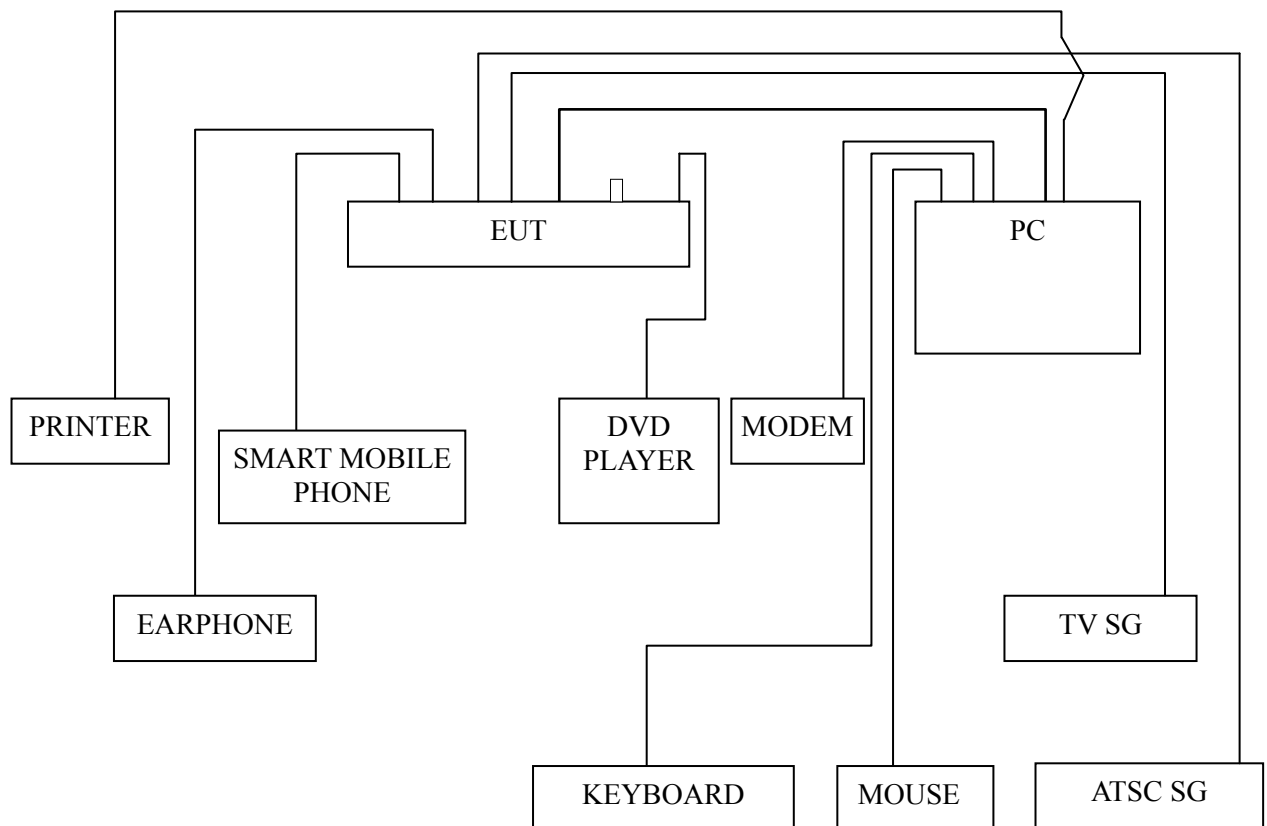 EUT
PC
PRINTER
SMART MOBILE
PHONE
DVD
PLAYER
MODEM
EARPHONE
TV SG
KEYBOARD
MOUSE
ATSC SG